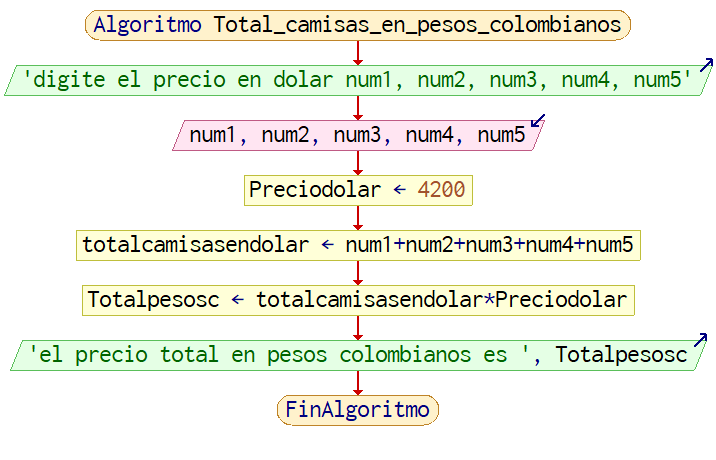 Algoritmo Total_camisas_en_pesos_colombianos
'digite el precio en dolar num1, num2, num3, num4, num5'
num1, num2, num3, num4, num5
Preciodolar ← 4200
totalcamisasendolar ← num1+num2+num3+num4+num5
Totalpesosc ← totalcamisasendolar*Preciodolar
'el precio total en pesos colombianos es ', Totalpesosc
FinAlgoritmo